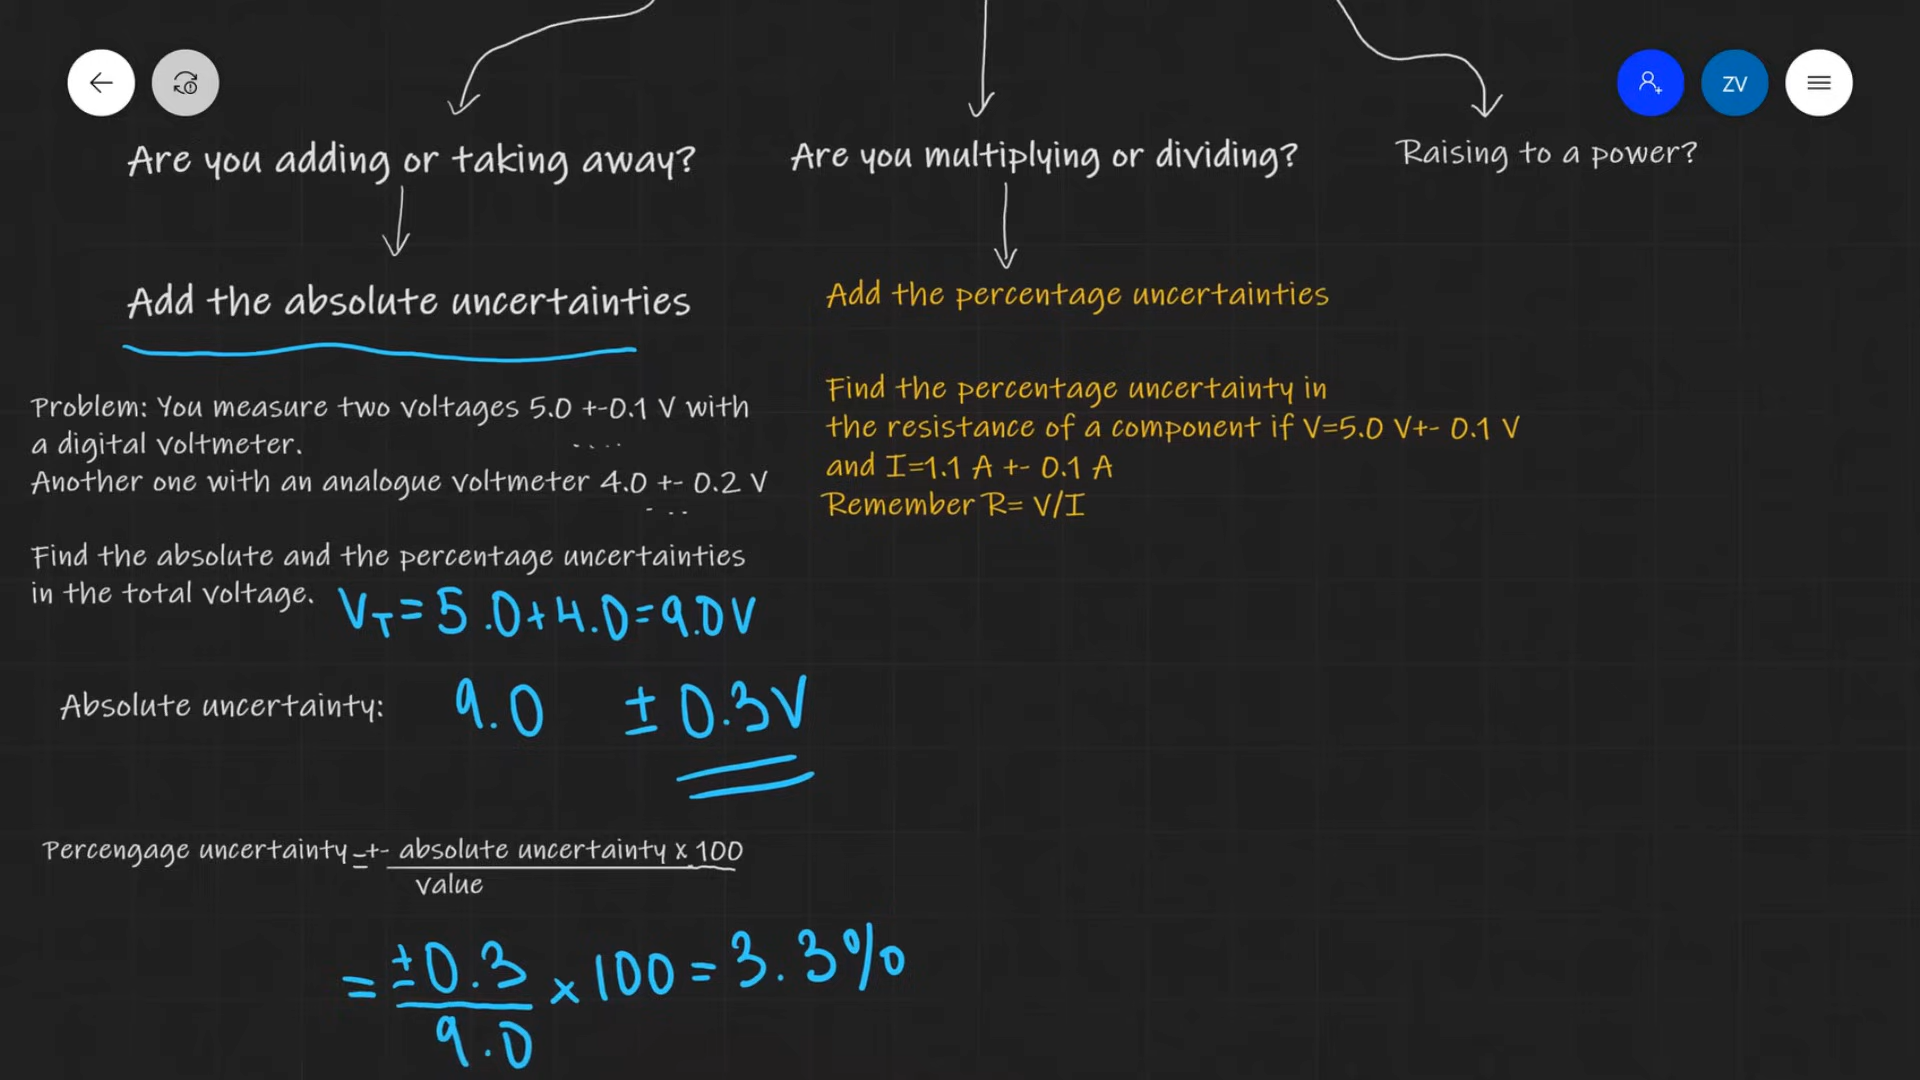 ZV
Are you adding or taking away?
Are you multiplying or dividing?
Raising to a power?
Add the absolute uncertainties
Problem: You measure two voltages 5.0 +-0.1 V with
a digital voltmeter.
Another one with an analogue voltmeter 4.0 +- 0.2 V
Find the absolute and the percentage uncertainties
in the total voltage.
V_T = 5.0+4.0=9.0V
Absolute uncertainty: 9.0 ± 0.3V
Percengage uncertainty = +- absolute uncertainty x 100
value
= ±0.3 × 100 = 3.3%
9.0
Add the percentage uncertainties
Find the percentage uncertainty in
the resistance of a component if V=5.0 V+- 0.1 V
and I=1.1 A +- 0.1 A
Remember R= V/I